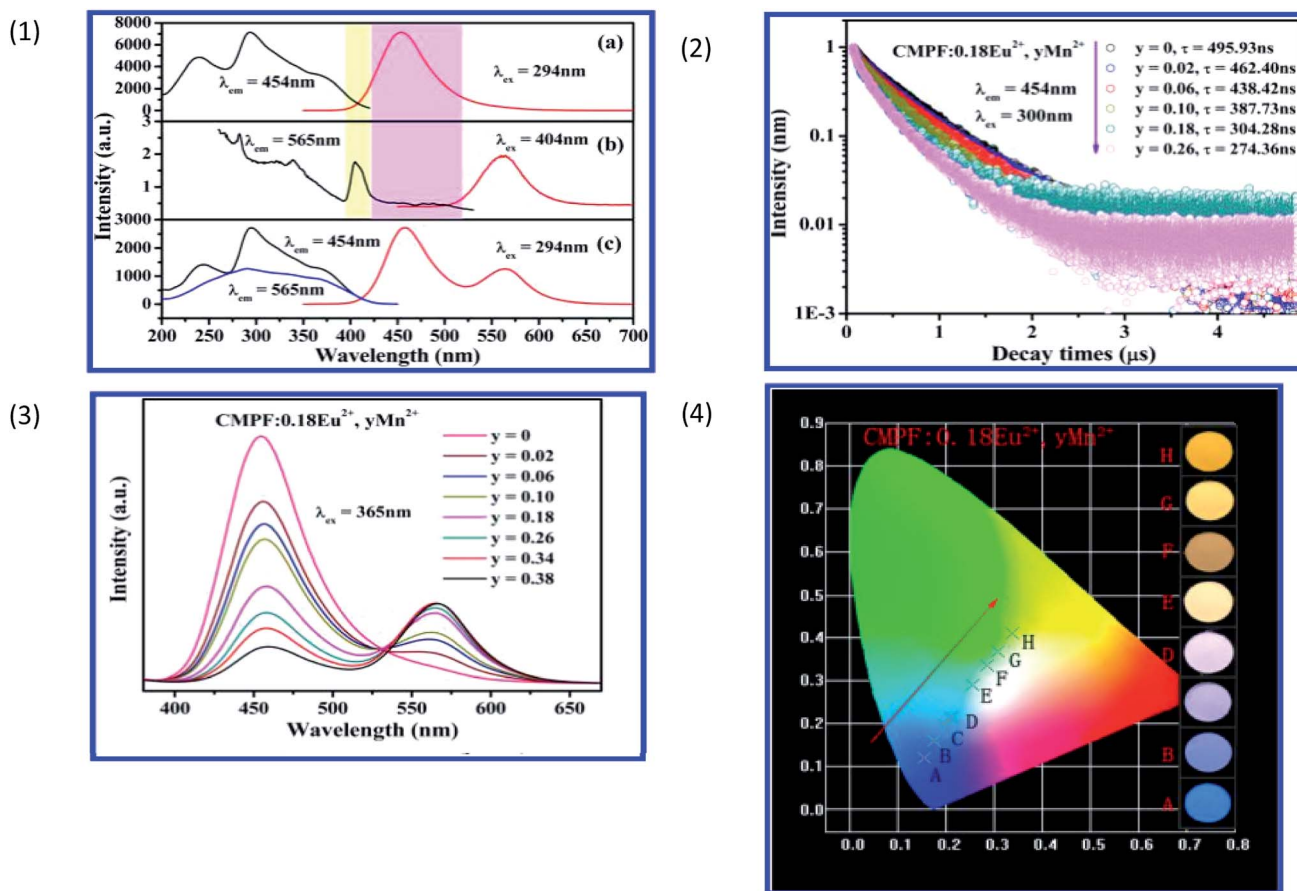 (1)
8000
6000
4000
2000
0
(a)
λem = 454nm
λex = 294nm
3
2
1
(b)
λem = 565nm
λex = 404nm
3000
2000
1000
0
(c)
λem = 454nm
λex = 294nm
λem = 565nm
Intensity (a.u.)
200 250 300 350 400 450 500 550 600 650 700
Wavelength (nm)
(2)
CMPF:0.18Eu²⁺, yMn²⁺
λem = 454nm
λex = 300nm
y = 0, τ = 495.93ns
y = 0.02, τ = 462.40ns
y = 0.06, τ = 438.42ns
y = 0.10, τ = 387.73ns
y = 0.18, τ = 304.28ns
y = 0.26, τ = 274.36ns
1
0.1
0.01
1E-3
Intensity (nm)
0 1 2 3 4
Decay times (μs)
(3)
CMPF:0.18Eu²⁺, yMn²⁺
λex = 365nm
y = 0
y = 0.02
y = 0.06
y = 0.10
y = 0.18
y = 0.26
y = 0.34
y = 0.38
Intensity (a.u.)
400 450 500 550 600 650
Wavelength (nm)
(4)
CMPF:0.18Eu²⁺, yMn²⁺
0.9
0.8
0.7
0.6
0.5
0.4
0.3
0.2
0.1
0.0
H
G
F
E
D
C
B
A
H
G
F
E
D
B
A
0.0 0.1 0.2 0.3 0.4 0.5 0.6 0.7 0.8